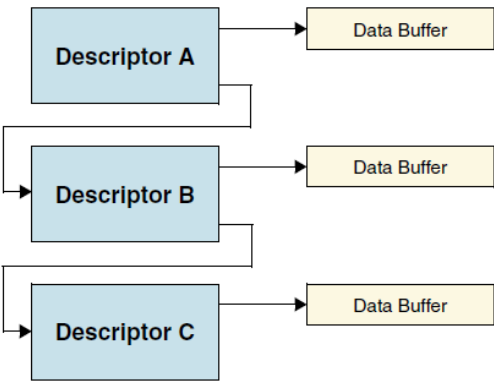 Descriptor A
Data Buffer
Descriptor B
Data Buffer
Descriptor C
Data Buffer